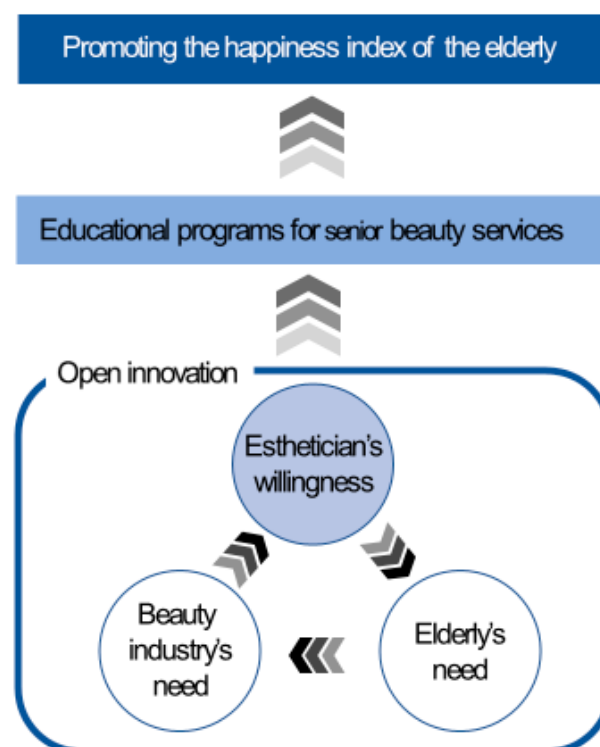 Promoting the happiness index of the elderly
Educational programs for senior beauty services
Open innovation
Esthetician's
willingness
Beauty
industry's
need
Elderly's
need